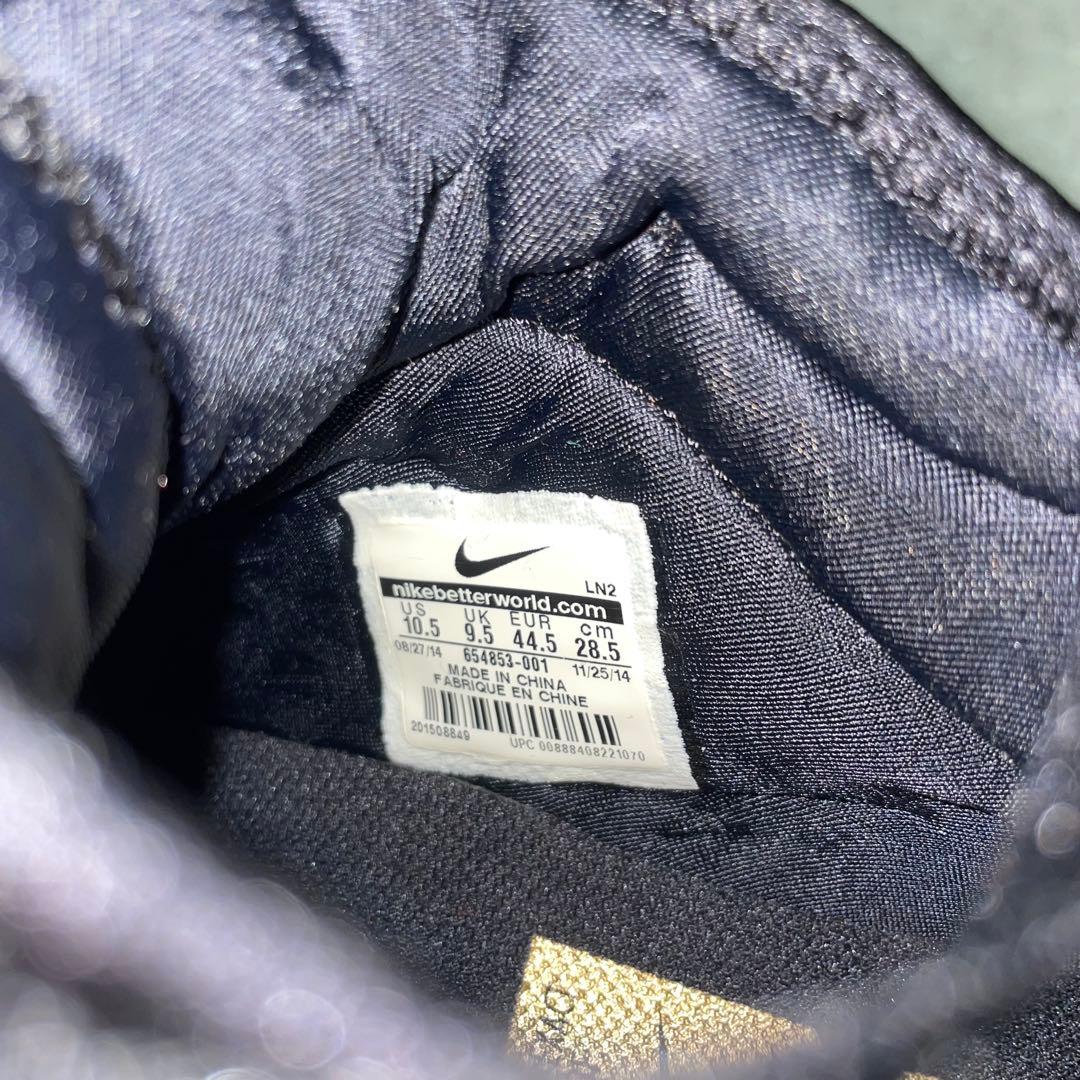 LN2
nikebetterworld.com
US UK EUR cm
10.5 9.5 44.5 28.5
08/27/14 654853-001 11/25/14
MADE IN CHINA
FABRIQUE EN CHINE
201508849 UPC 00888408221070